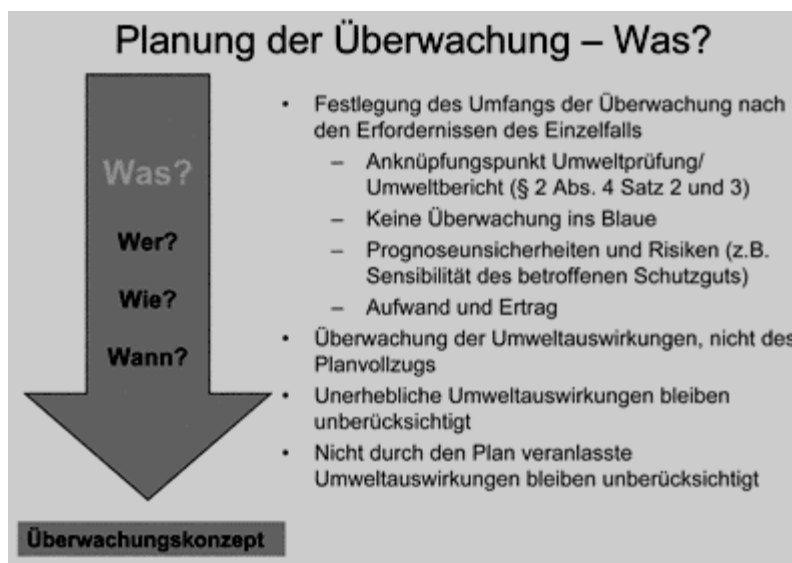 Planung der Überwachung – Was?
Was?
Wer?
Wie?
Wann?
Überwachungskonzept
• Festlegung des Umfangs der Überwachung nach
den Erfordnissen des Einzelfalls
– Anknüpfungspunkt Umweltprüfung/
Umweltbericht (§ 2 Abs. 4 Satz 2 und 3)
– Keine Überwachung ins Blaue
– Prognoseunsicherheiten und Risiken (z.B.
Sensibilität des betroffenen Schutzguts)
– Aufwand und Ertrag
• Überwachung der Umweltauswirkungen, nicht des
Planvollzugs
• Unerhebliche Umweltauswirkungen bleiben
unberücksichtigt
• Nicht durch den Plan veranlasste
Umweltauswirkungen bleiben unberücksichtigt